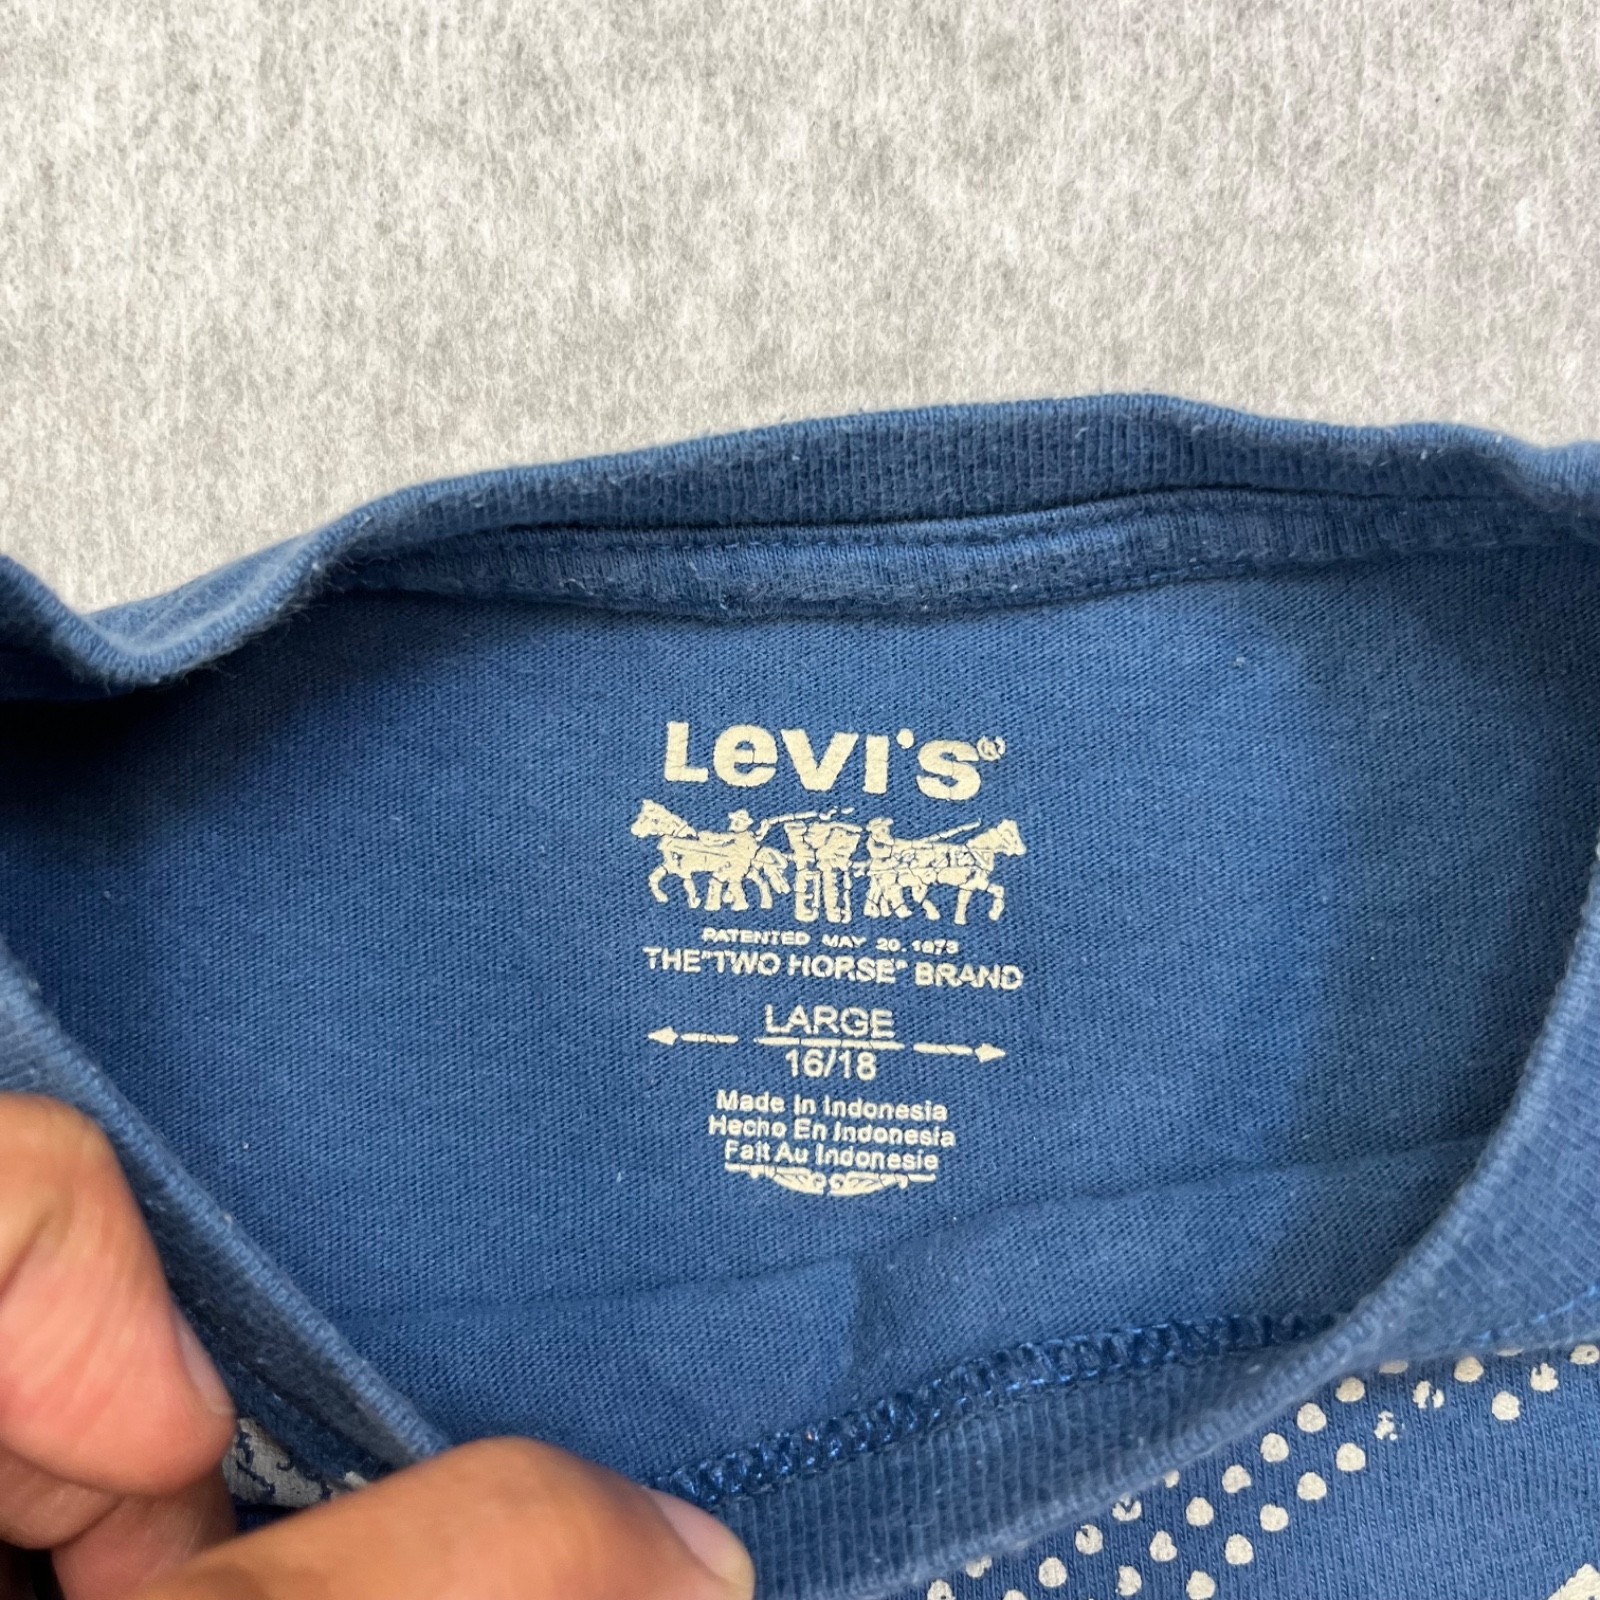 Levi's®
PATENTED MAY 20. 1873
THE "TWO HORSE" BRAND
LARGE
16/18
Made In Indonesia
Hecho En Indonesia
Fait Au Indonesie